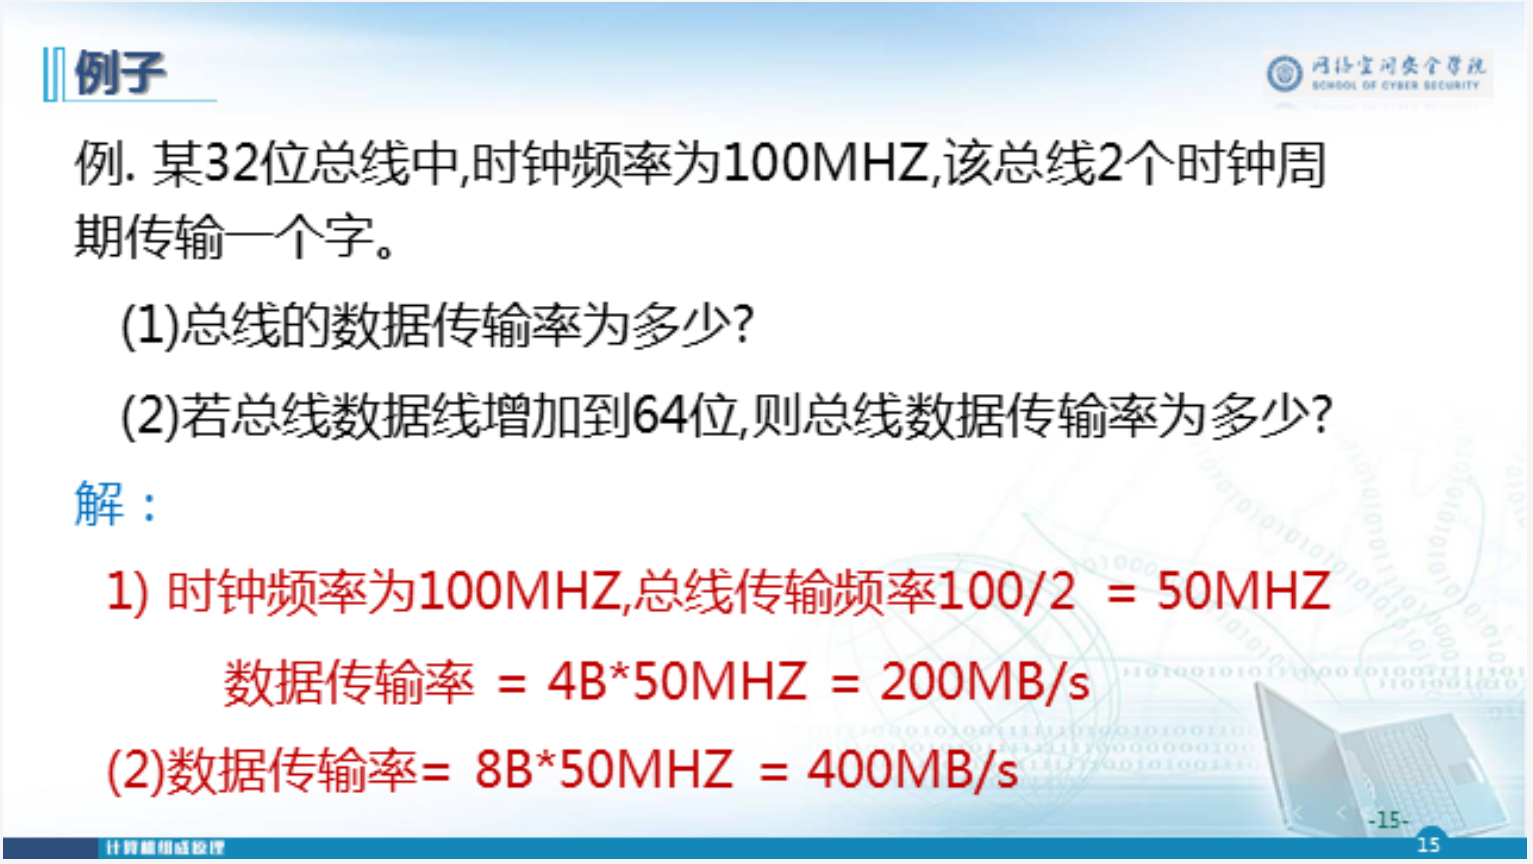 例子
网络空间安全学院
SCHOOL OF CYBER SECURITY
例. 某32位总线中,时钟频率为100MHZ,该总线2个时钟周
期传输一个字。
(1)总线的数据传输率为多少?
(2)若总线数据线增加到64位,则总线数据传输率为多少?
解：
1) 时钟频率为100MHZ,总线传输频率100/2 = 50MHZ
数据传输率 = 4B*50MHZ = 200MB/s
(2)数据传输率= 8B*50MHZ = 400MB/s
-15-
计算机组成原理
15